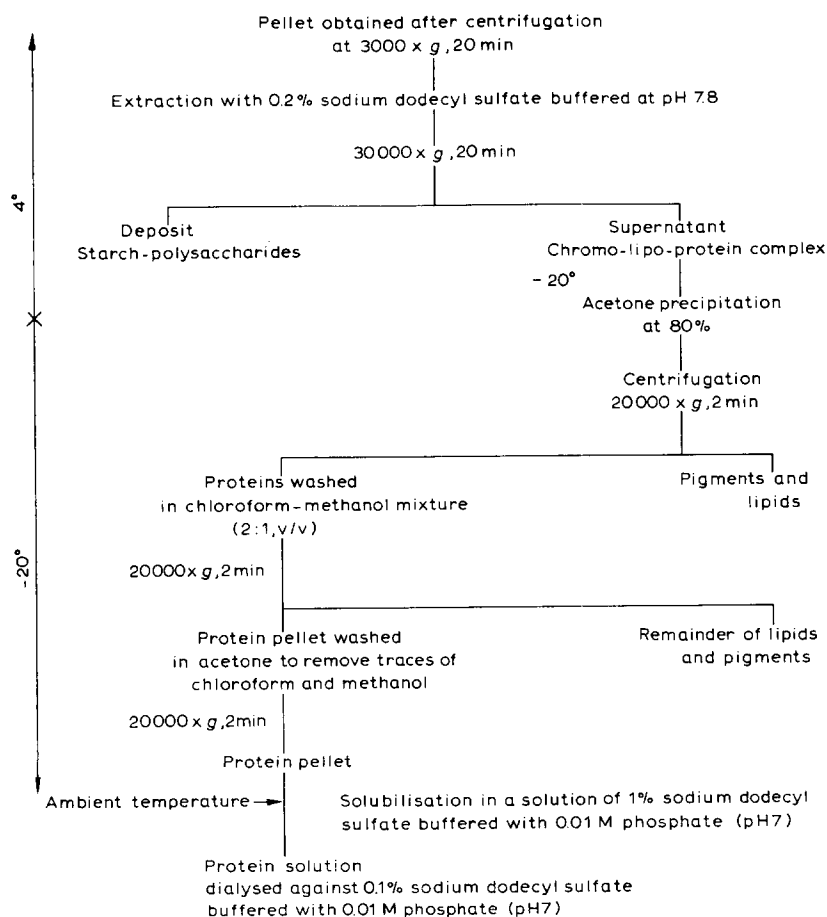 Pellet obtained after centrifugation
at 3000 x g, 20 min
Extraction with 0.2% sodium dodecyl sulfate buffered at pH 7.8
30000 x g, 20 min
4°
Deposit
Starch-polysaccharides
Supernatant
Chromo-lipo-protein complex
-20°
Acetone precipitation
at 80%
Centrifugation
20000 x g, 2 min
Proteins washed
in chloroform-methanol mixture
(2:1, v/v)
Pigments and
lipids
-20°
20000 x g, 2 min
Protein pellet washed
in acetone to remove traces of
chloroform and methanol
Remainder of lipids
and pigments
20000 x g, 2 min
Protein pellet
Ambient temperature
Solubilisation in a solution of 1% sodium dodecyl
sulfate buffered with 0.01 M phosphate (pH7)
Protein solution
dialysed against 0.1% sodium dodecyl sulfate
buffered with 0.01 M phosphate (pH7)